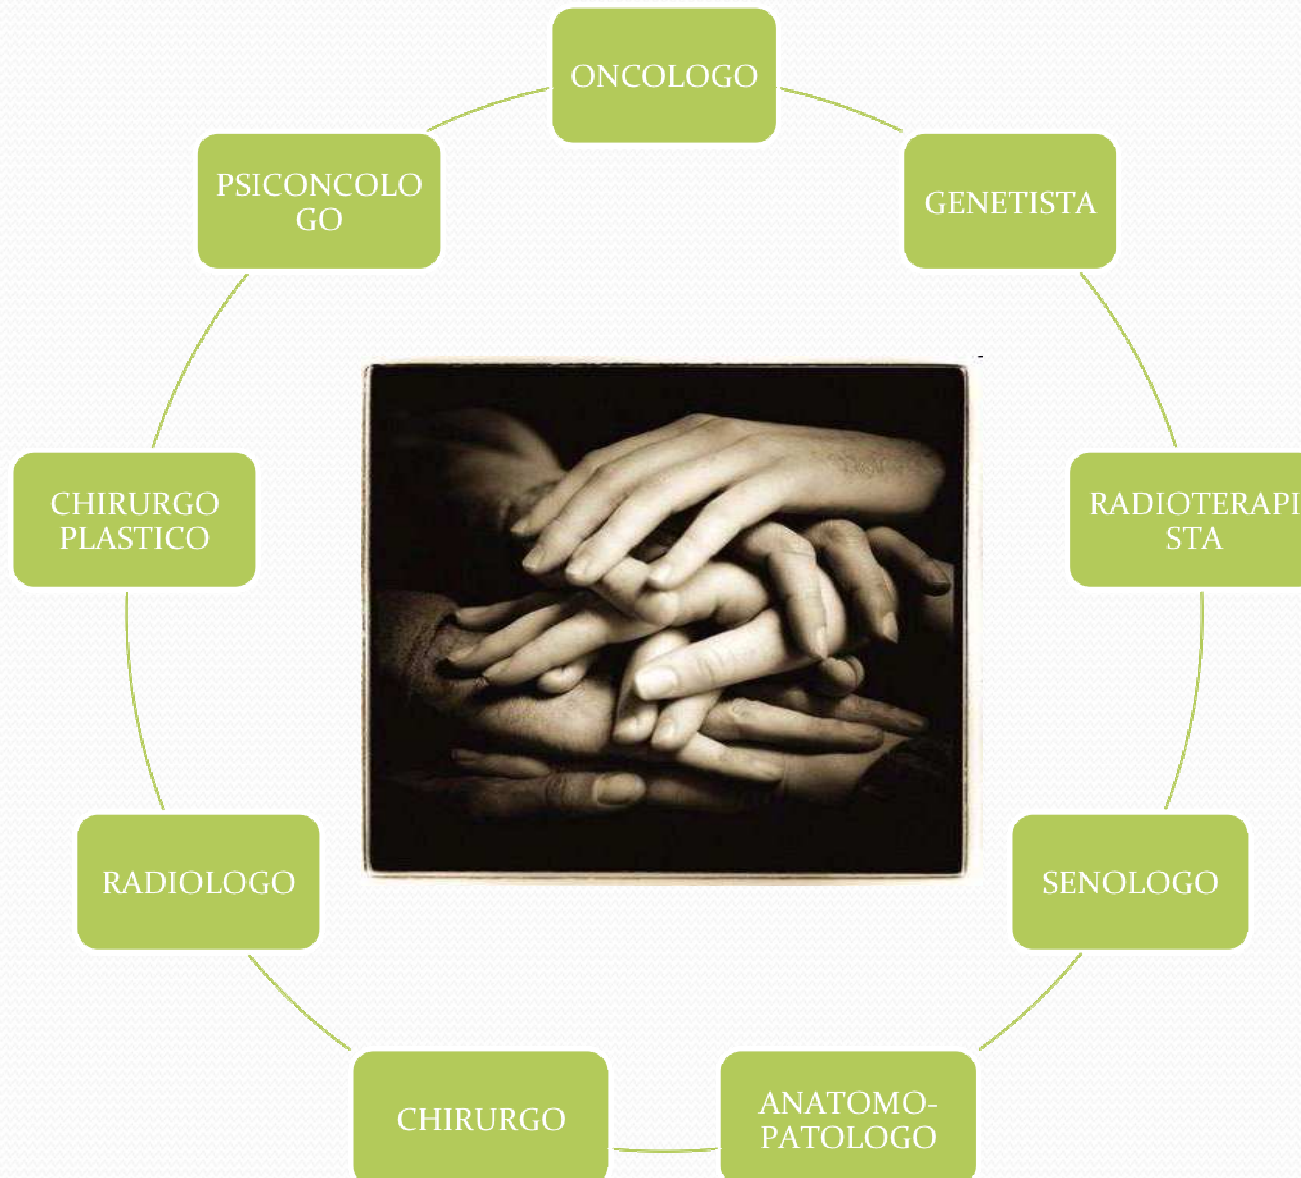 ONCOLOGO
GENETISTA
RADIOTERAPI
STA
SENOLOGO
ANATOMO-
PATOLOGO
CHIRURGO
RADIOLOGO
CHIRURGO
PLASTICO
PSICONCOLO
GO